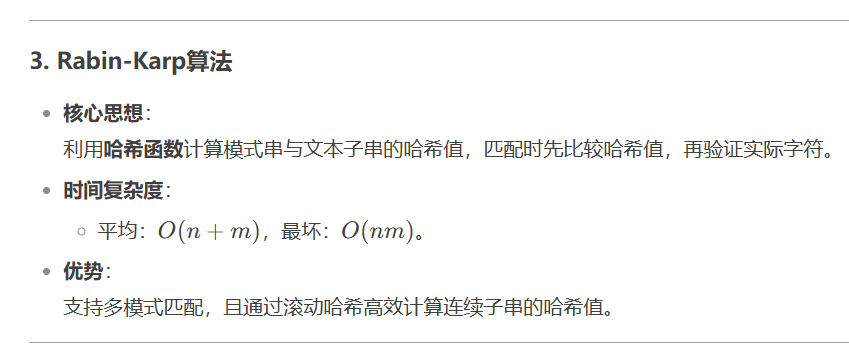 3. Rabin-Karp算法
核心思想：
利用哈希函数计算模式串与文本子串的哈希值，匹配时先比较哈希值，再验证实际字符。
时间复杂度：
平均：O(n + m)，最坏：O(nm)。
优势：
支持多模式匹配，且通过滚动哈希高效计算连续子串的哈希值。